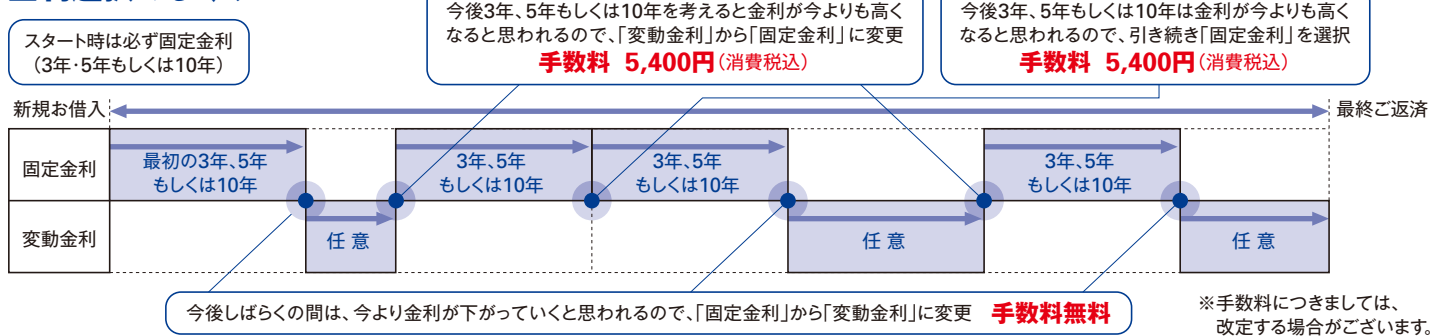 スタート時は必ず固定金利
（3年・5年もしくは10年）
今後3年、5年もしくは10年を考えると金利が今よりも高く
なると思われるので、「変動金利」から「固定金利」に変更
手数料 5,400円（消費税込）
今後3年、5年もしくは10年は金利が今よりも高く
なると思われるので、引き続き「固定金利」を選択
手数料 5,400円（消費税込）
新規お借入
最終ご返済
固定金利
最初の3年、5年
もしくは10年
3年、5年
もしくは10年
3年、5年
もしくは10年
3年、5年
もしくは10年
変動金利
任 意
任 意
任 意
今後しばらくの間は、今より金利が下がっていくと思われるので、「固定金利」から「変動金利」に変更 手数料無料
※手数料につきましては、
改定する場合がございます。